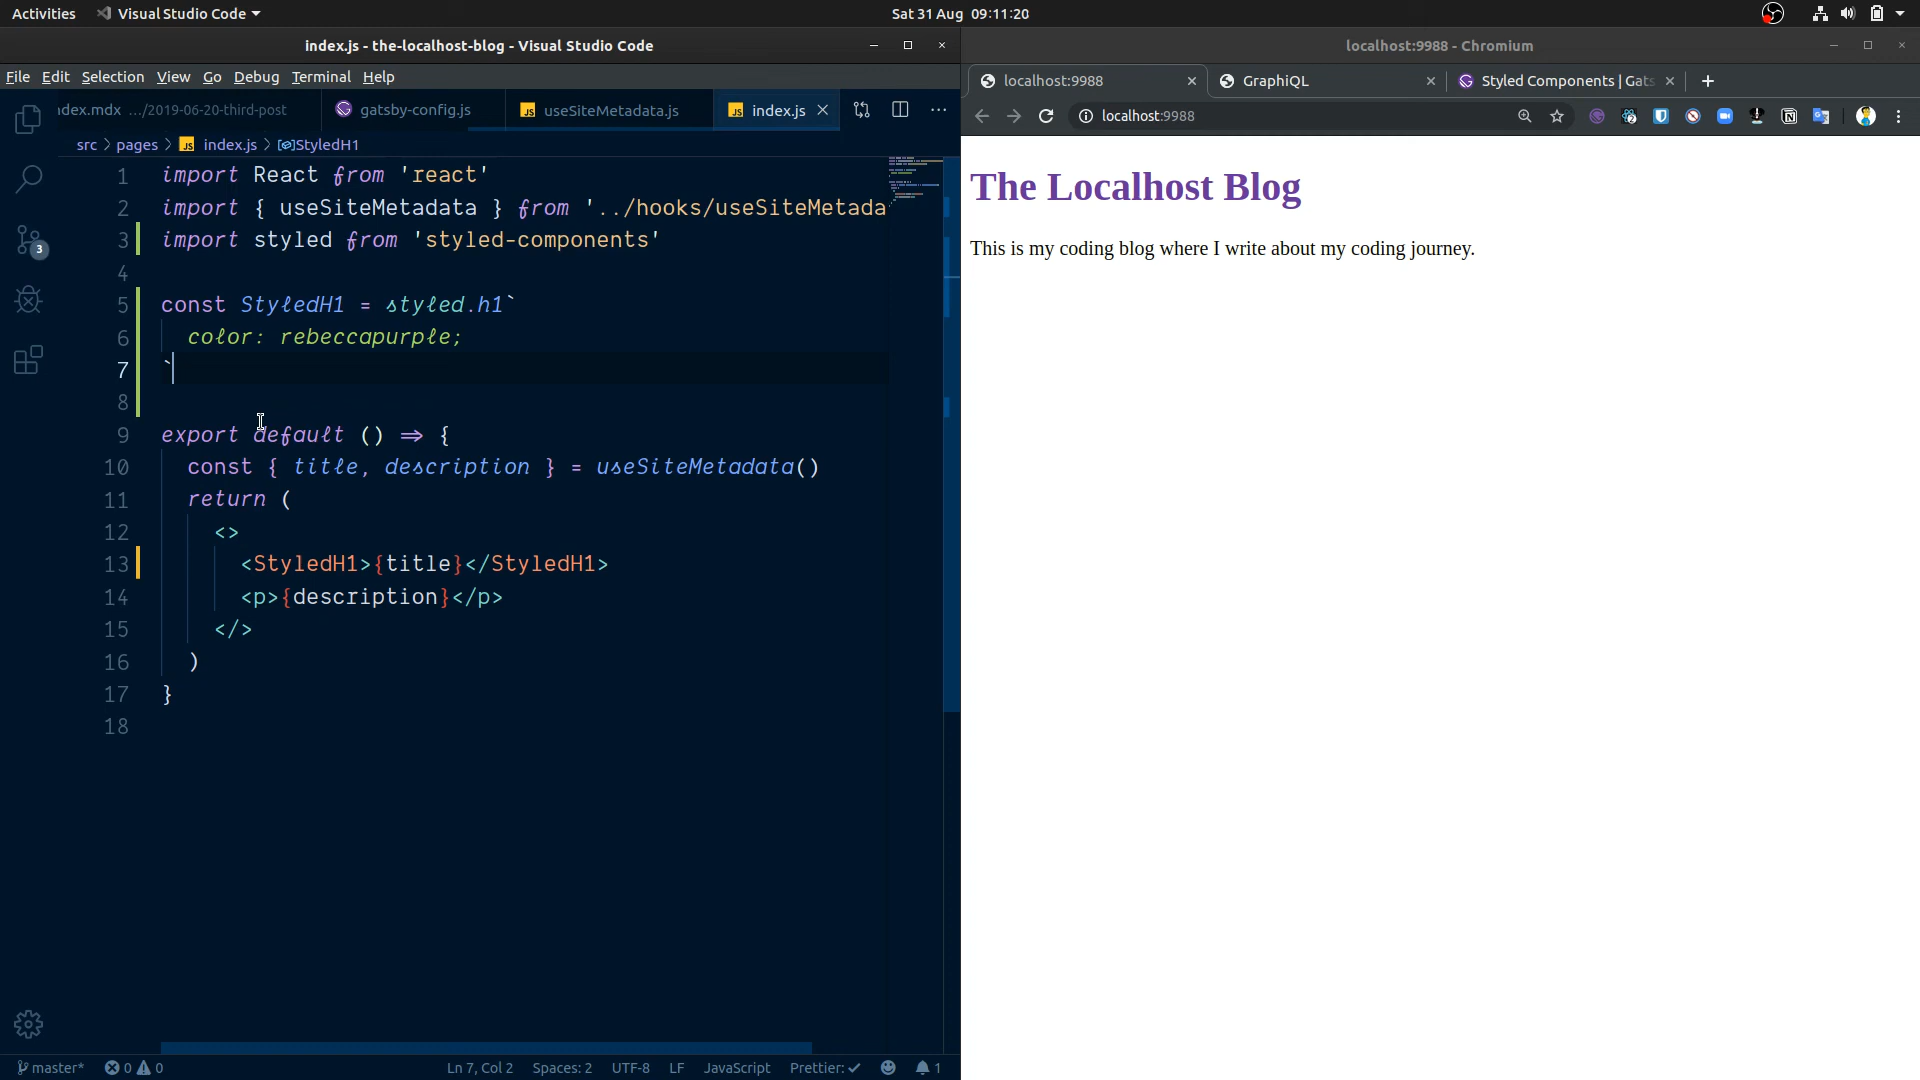 Activities Visual Studio Code Sat 31 Aug 09:11:20
index.js - the-localhost-blog - Visual Studio Code
File Edit Selection View Go Debug Terminal Help
dex.mdx .../2019-06-20-third-post gatsby-config.js useSiteMetadata.js index.js
src > pages > index.js > StyledH1
1 import React from 'react'
2 import { useSiteMetadata } from '../hooks/useSiteMetada
3 import styled from 'styled-components'
4
5 const StyledH1 = styled.h1`
6 color: rebeccapurple;
7 `
8
9 export default () => {
10 const { title, description } = useSiteMetadata()
11 return (
12 <>
13 <StyledH1>{title}</StyledH1>
14 <p>{description}</p>
15 </>
16 )
17 }
18
3
master* 0 0 Ln 7, Col 2 Spaces: 2 UTF-8 LF JavaScript Prettier: ✓ 1
localhost:9988 - Chromium
localhost:9988 GraphiQL Styled Components | Gats
localhost:9988
The Localhost Blog
This is my coding blog where I write about my coding journey.